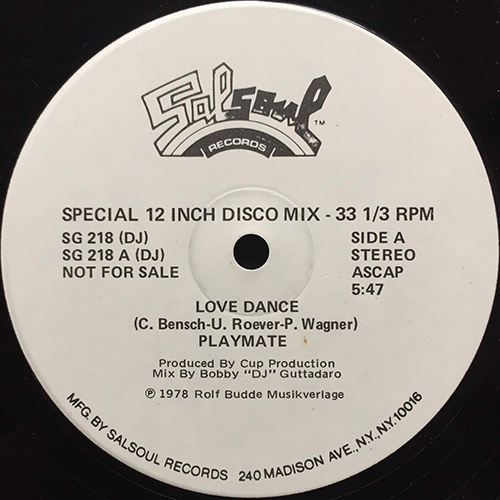 Salsoul TM
RECORDS
SPECIAL 12 INCH DISCO MIX - 33 1/3 RPM
SG 218 (DJ) SIDE A
SG 218 A (DJ) STEREO
NOT FOR SALE ASCAP
5:47
LOVE DANCE
(C. Bensch-U. Roever-P. Wagner)
PLAYMATE
Produced By Cup Production
Mix By Bobby "DJ" Guttadaro
℗ 1978 Rolf Budde Musikverlage
MFG. BY SALSOUL RECORDS 240 MADISON AVE., NY., NY. 10016